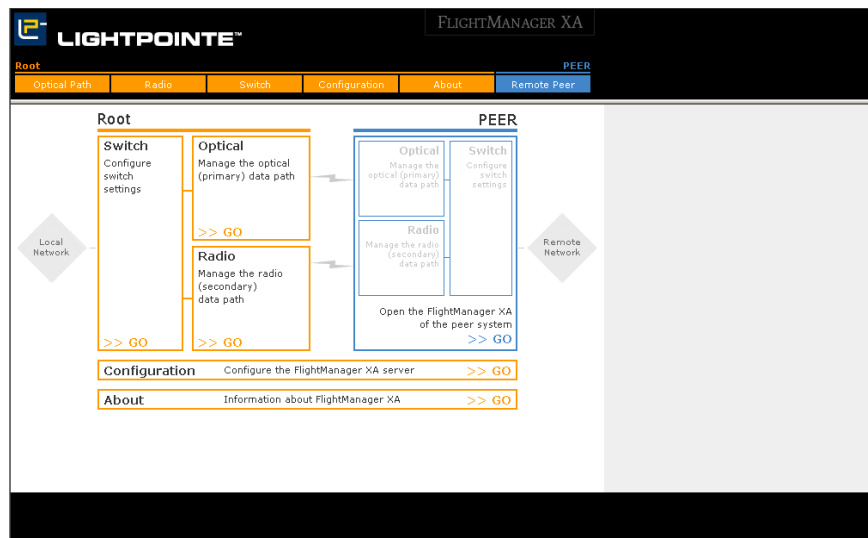 LIGHTPOINTE™
FLIGHTMANAGER XA
Root
PEER
Optical Path
Radio
Switch
Configuration
About
Remote Peer
Root
PEER
Switch
Configure
switch
settings
>> GO
Optical
Manage the optical
(primary) data path
>> GO
Radio
Manage the radio
(secondary)
data path
>> GO
Optical
Manage the
optical (primary)
data path
Switch
Configure
switch
settings
Radio
Manage the radio
(secondary)
data path
Open the FlightManager XA
of the peer system
>> GO
Local
Network
Remote
Network
Configuration
Configure the FlightManager XA server
>> GO
About
Information about FlightManager XA
>> GO